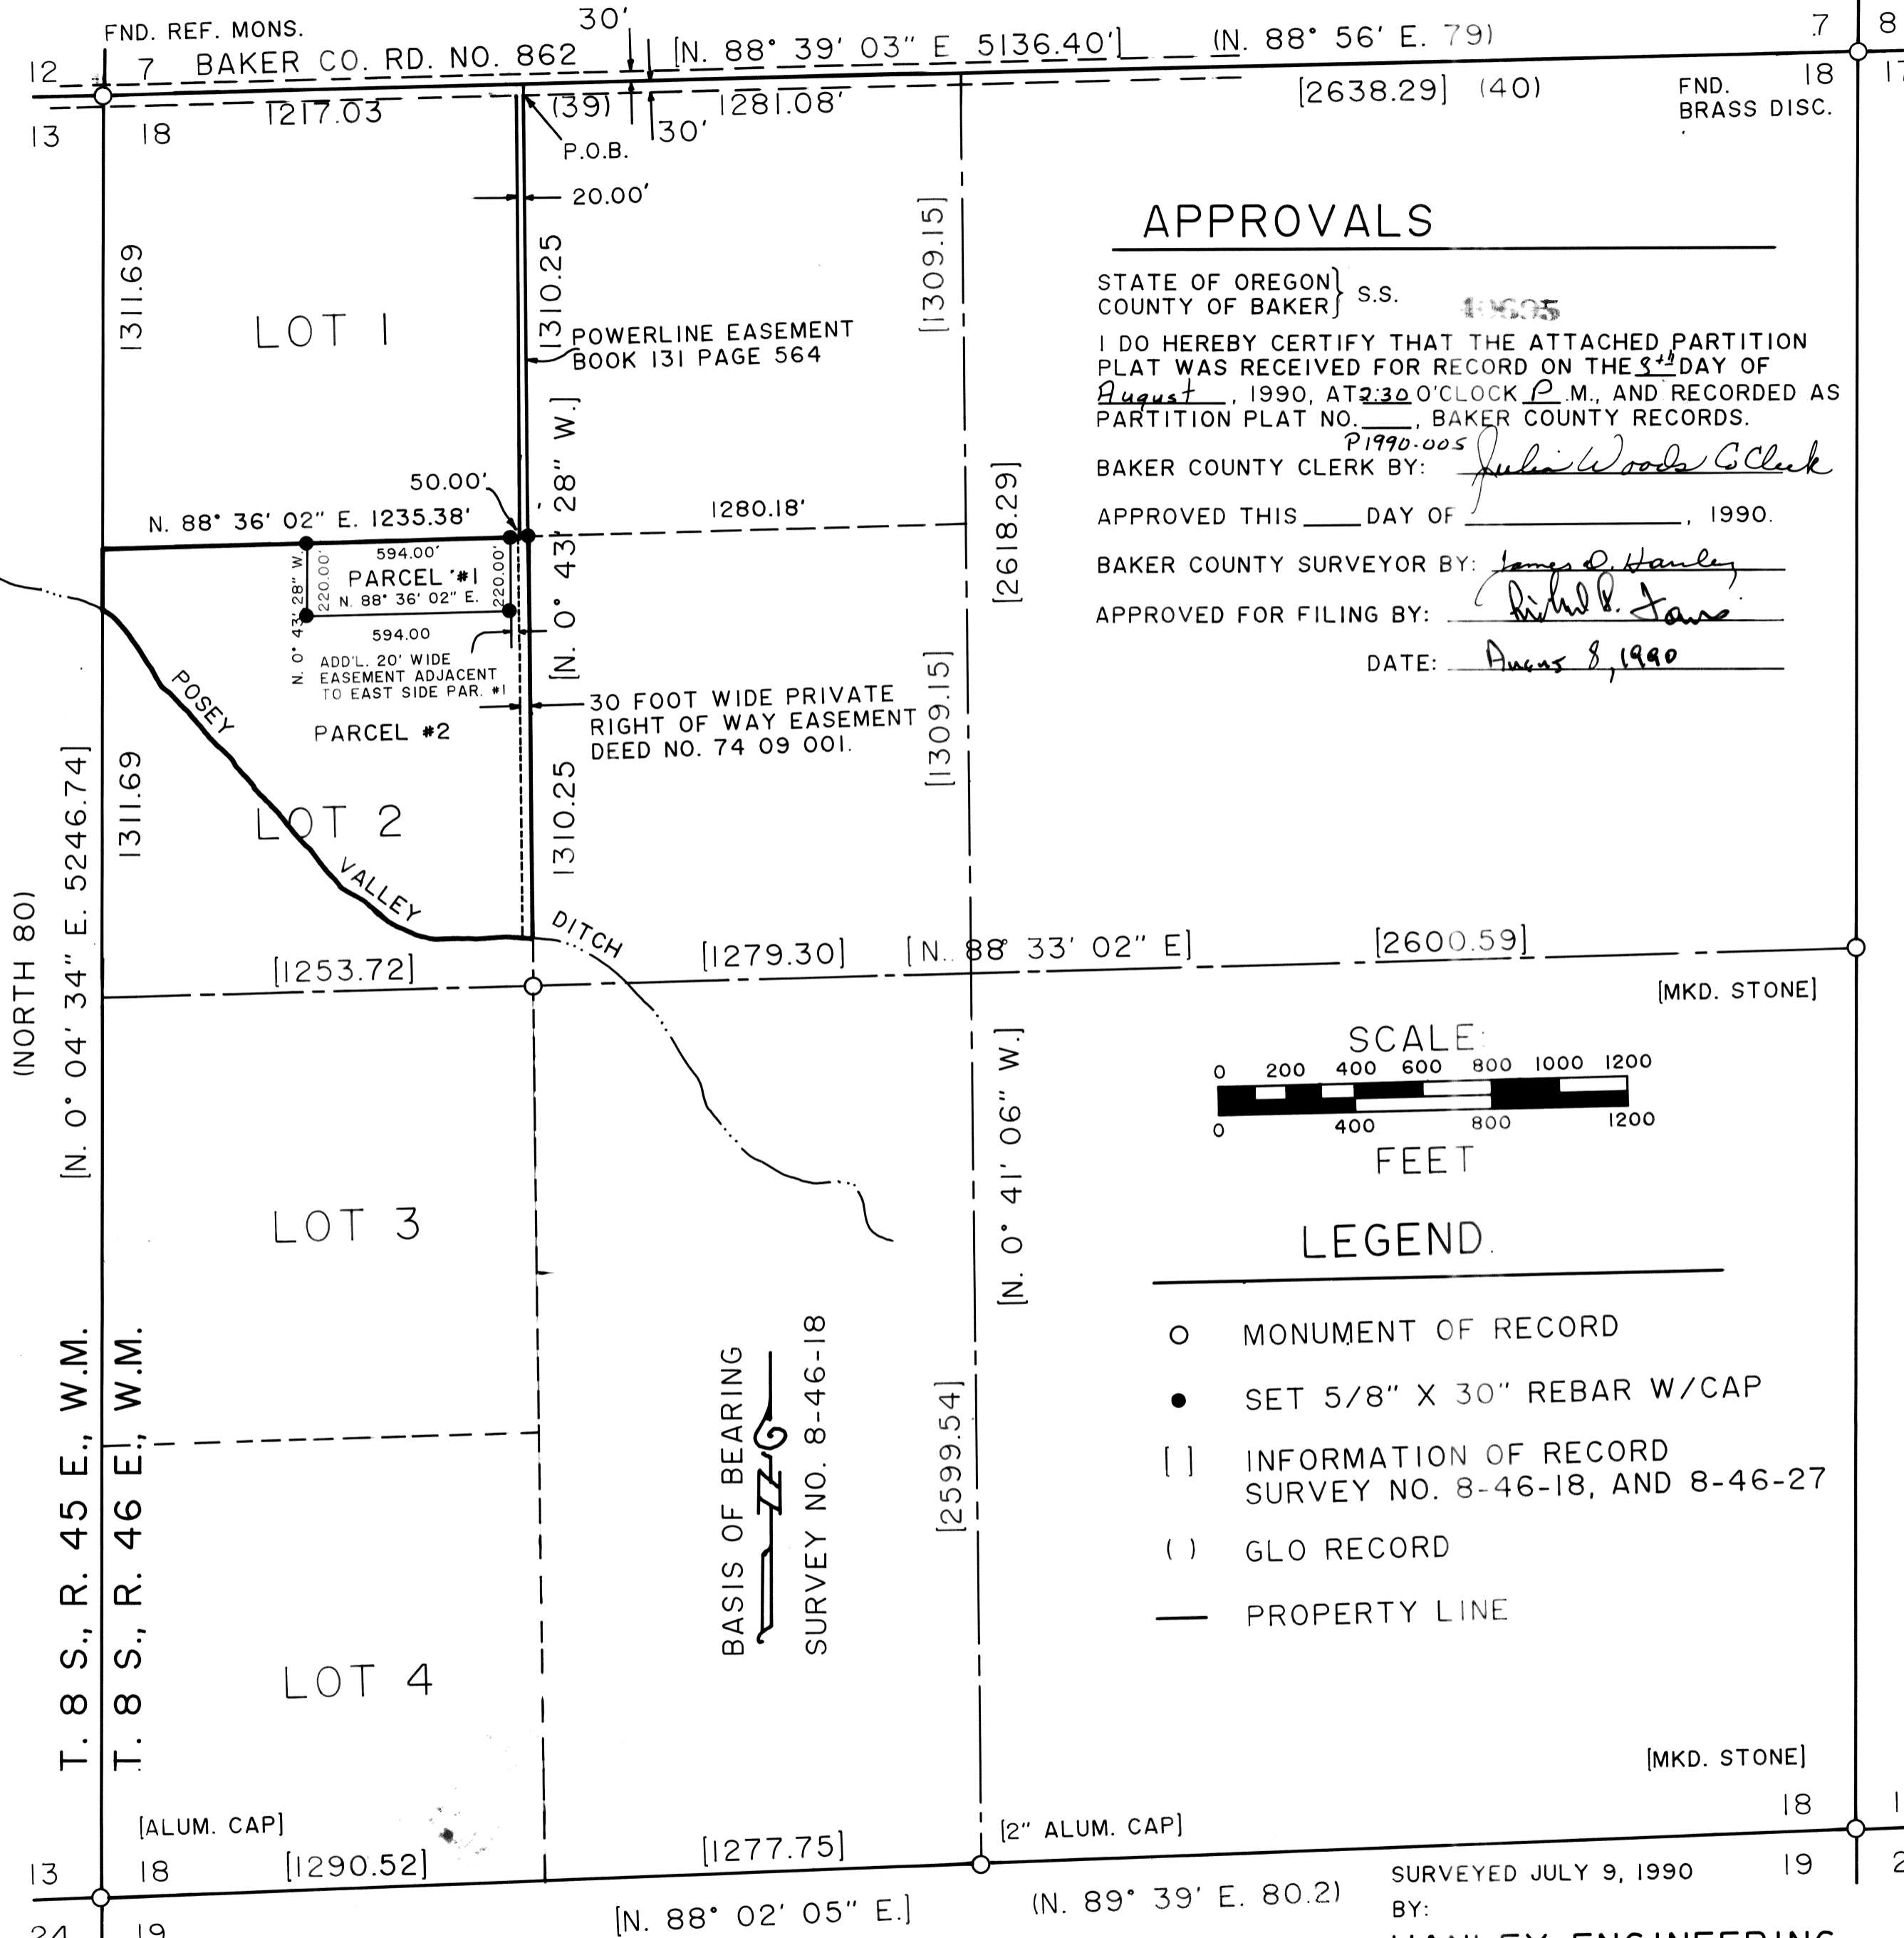 FND. REF. MONS.
30'
12
7
BAKER CO. RD. NO. 862
[N. 88° 39' 03" E 5136.40']
(N. 88° 56' E. 79)
7
8
13
18
1217.03
(39)
1281.08'
30'
[2638.29] (40)
FND.
BRASS DISC.
18
17
P.O.B.
20.00'
1311.69
LOT 1
1310.25
[1309.15]
POWERLINE EASEMENT
BOOK 131 PAGE 564
APPROVALS
STATE OF OREGON}
COUNTY OF BAKER} S.S.
I DO HEREBY CERTIFY THAT THE ATTACHED PARTITION
PLAT WAS RECEIVED FOR RECORD ON THE 8th DAY OF
August, 1990, AT 2:30 O'CLOCK P.M., AND RECORDED AS
PARTITION PLAT NO.____, BAKER COUNTY RECORDS.
P1990-005
BAKER COUNTY CLERK BY: Julia Woods Co Clerk
APPROVED THIS ____ DAY OF ____________, 1990.
BAKER COUNTY SURVEYOR BY: James D. Hanley
APPROVED FOR FILING BY:
DATE: August 8, 1990
50.00'
N. 88° 36' 02" E. 1235.38'
[N. 0° 43' 28" W.]
1280.18'
[2618.29]
594.00'
PARCEL #1
N. 88° 36' 02" E.
220.00'
220.00'
N. 0° 43' 28" W.
594.00
ADD'L. 20' WIDE
EASEMENT ADJACENT
TO EAST SIDE PAR. #1
PARCEL #2
30 FOOT WIDE PRIVATE
RIGHT OF WAY EASEMENT
DEED NO. 74 09 001.
[1309.15]
POSEY
VALLEY
DITCH
1311.69
LOT 2
1310.25
(NORTH 80)
[N. 0° 04' 34" E. 5246.74]
[1253.72]
[1279.30]
[N. 88° 33' 02" E]
[2600.59]
[MKD. STONE]
SCALE
0 200 400 600 800 1000 1200
0 400 800 1200
FEET
LOT 3
[N. 0° 41' 06" W.]
LEGEND.
MONUMENT OF RECORD
SET 5/8" X 30" REBAR W/CAP
[ ] INFORMATION OF RECORD
SURVEY NO. 8-46-18, AND 8-46-27
( ) GLO RECORD
PROPERTY LINE
T. 8 S., R. 45 E., W.M.
T. 8 S., R. 46 E., W.M.
BASIS OF BEARING
SURVEY NO. 8-46-18
[2599.54]
LOT 4
[MKD. STONE]
18
[ALUM. CAP]
[2" ALUM. CAP]
13
18
[1290.52]
[1277.75]
19
24
19
[N. 88° 02' 05" E.]
(N. 89° 39' E. 80.2)
SURVEYED JULY 9, 1990
BY:
HANLEY ENGINEERING